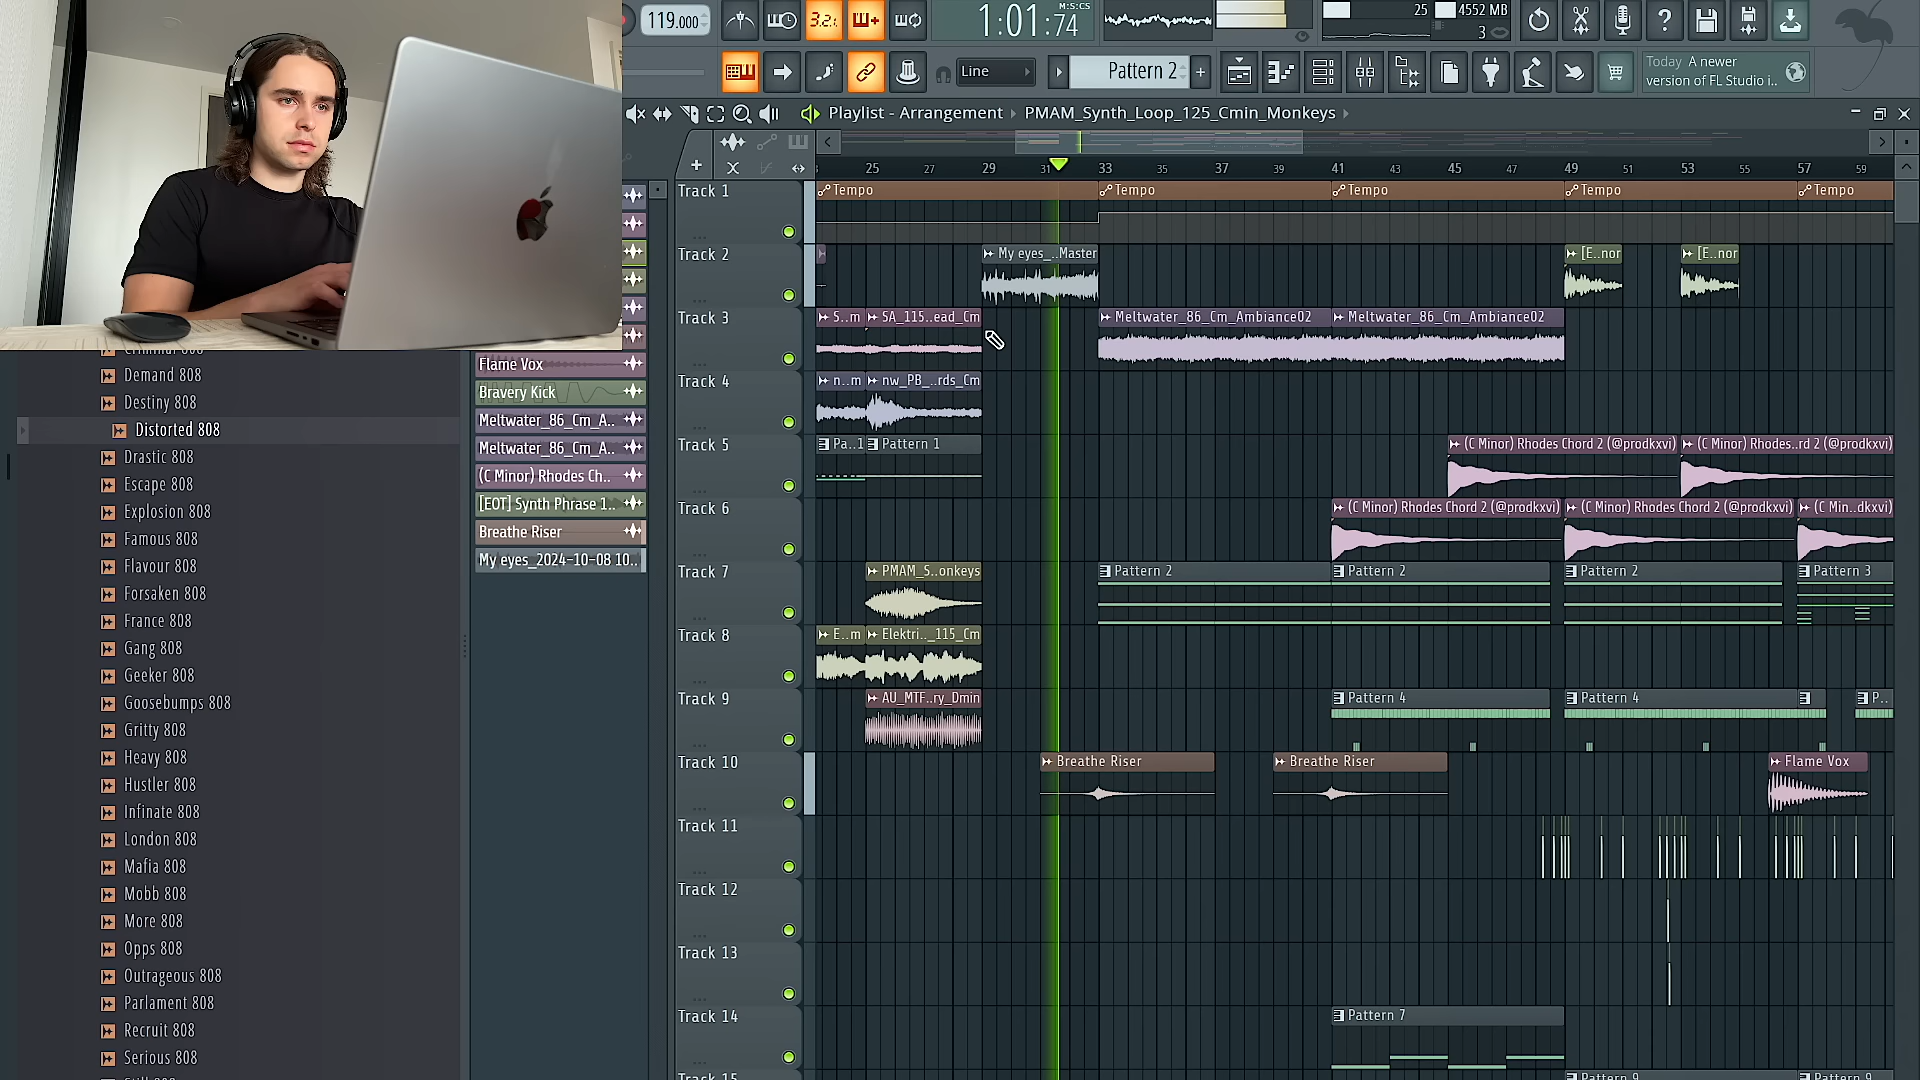 119.000
3.2.
1:01:74
M:S:CS
25
4552 MB
3
Line
Pattern 2
Today A newer
version of FL Studio i..
Playlist - Arrangement
PMAM_Synth_Loop_125_Cmin_Monkeys
25 27 29 31 33 35 37 39 41 43 45 47 49 51 53 55 57 59
Track 1
Tempo
Tempo
Tempo
Tempo
Tempo
Track 2
My eyes_..Master
[E..nor
[E..nor
Track 3
S..m
SA_115..ead_Cm
Meltwater_86_Cm_Ambiance02
Meltwater_86_Cm_Ambiance02
Track 4
n..m
nw_PB_..rds_Cm
Track 5
Pa..1
Pattern 1
(C Minor) Rhodes Chord 2 (@prodkxvi)
(C Minor) Rhodes..rd 2 (@prodkxvi)
Track 6
(C Minor) Rhodes Chord 2 (@prodkxvi)
(C Minor) Rhodes Chord 2 (@prodkxvi)
(C Min..dkxvi)
Track 7
PMAM_S..onkeys
Pattern 2
Pattern 2
Pattern 2
Pattern 3
Track 8
E..m
Elektri.._115_Cm
Track 9
AU_MTF..ry_Dmin
Pattern 4
Pattern 4
P..
Track 10
Breathe Riser
Breathe Riser
Flame Vox
Track 11
Track 12
Track 13
Track 14
Pattern 7
Track 15
Pattern 9
Pattern 9
Flame Vox
Bravery Kick
Meltwater_86_Cm_A..
Meltwater_86_Cm_A..
(C Minor) Rhodes Ch..
[EOT] Synth Phrase 1..
Breathe Riser
My eyes_2024-10-08 10..
Criminal 808
Demand 808
Destiny 808
Distorted 808
Drastic 808
Escape 808
Explosion 808
Famous 808
Flavour 808
Forsaken 808
France 808
Gang 808
Geeker 808
Goosebumps 808
Gritty 808
Heavy 808
Hustler 808
Infinate 808
London 808
Mafia 808
Mobb 808
More 808
Opps 808
Outrageous 808
Parlament 808
Recruit 808
Serious 808